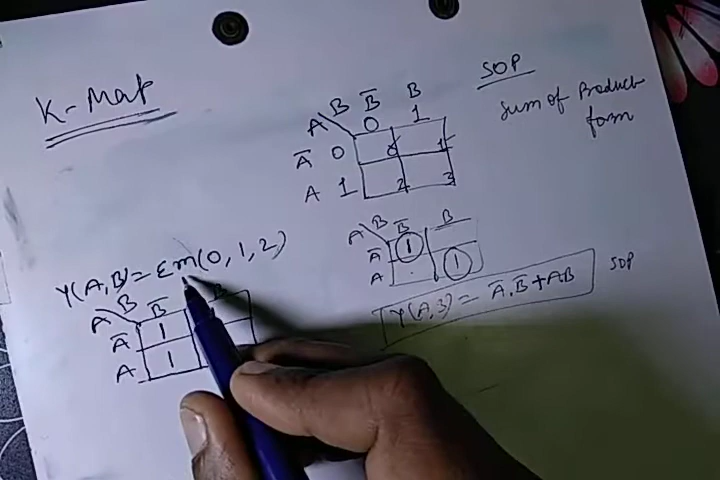 K-Map
SOP
Sum of Product
form
A B B̅ B
0 1
A̅ 0 0 1
A 1 2 3
A B B̅ B
A̅ 1
A 1
Y(A,B) = A̅.B̅ + AB SOP
Y(A,B) = Σm(0,1,2)
A B B̅ B
A̅ 1
A 1